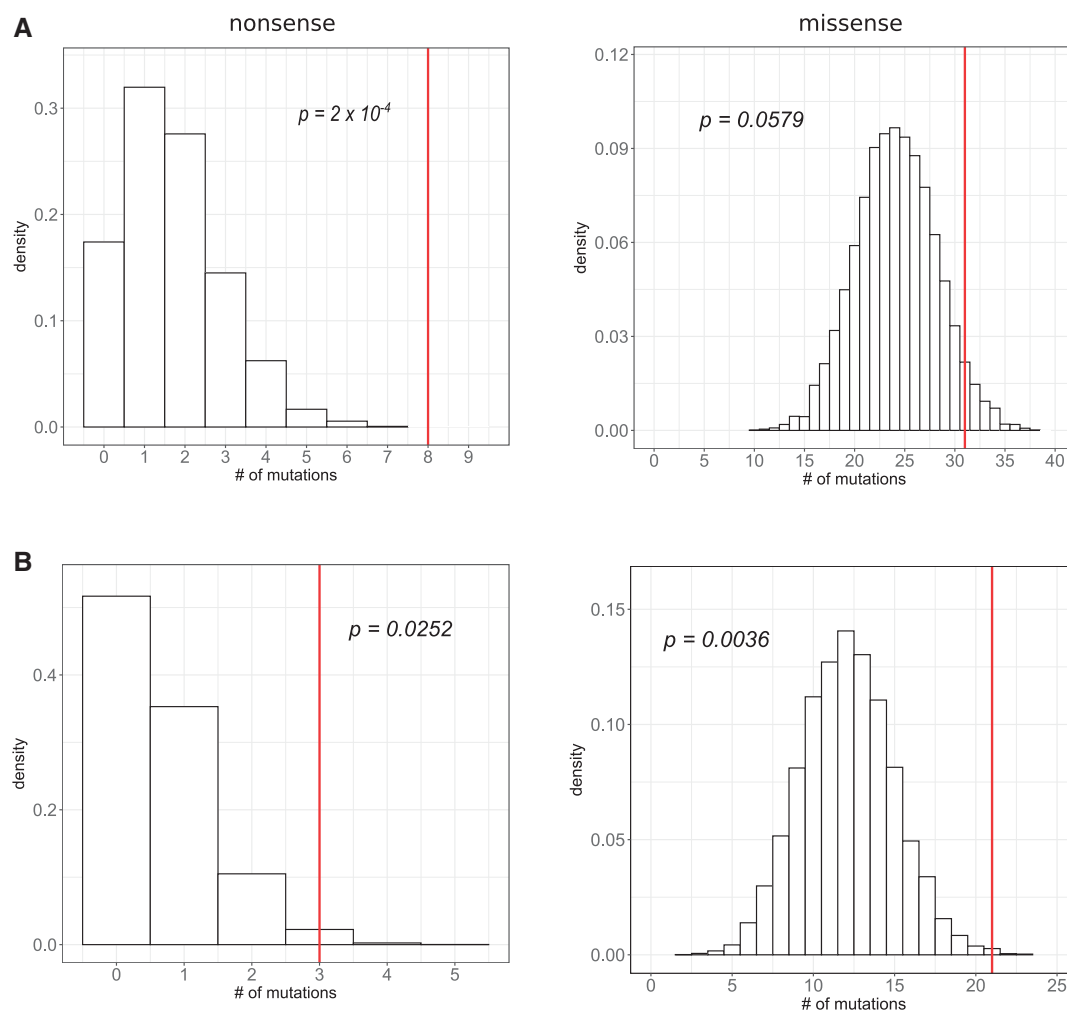 A
nonsense
missense
p = 2 x 10-4
p = 0.0579
density
0.0
0.1
0.2
0.3
0 1 2 3 4 5 6 7 8 9
# of mutations
density
0.00
0.03
0.06
0.09
0.12
0 5 10 15 20 25 30 35 40
# of mutations
B
p = 0.0252
p = 0.0036
density
0.0
0.2
0.4
0 1 2 3 4 5
# of mutations
density
0.00
0.05
0.10
0.15
0 5 10 15 20 25
# of mutations